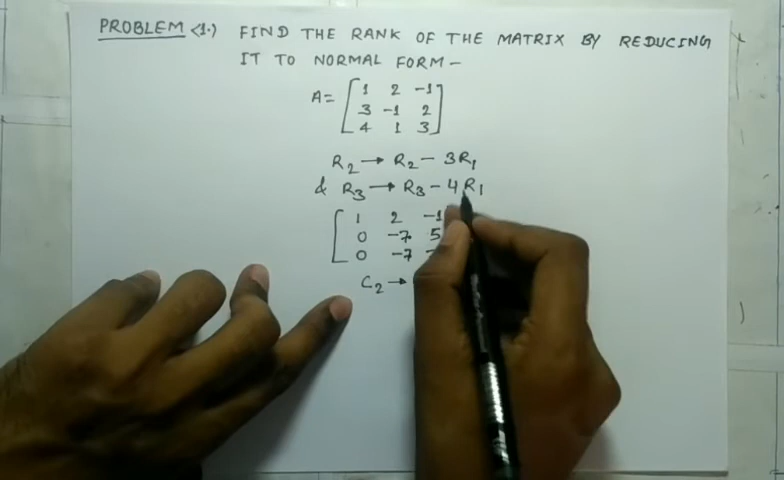 PROBLEM <1.> FIND THE RANK OF THE MATRIX BY REDUCING
IT TO NORMAL FORM -
A = [ 1 2 -1
3 -1 2
4 1 3 ]
R2 → R2 - 3R1
& R3 → R3 - 4R1
[ 1 2 -1
0 -7 5
0 -7
C2 →